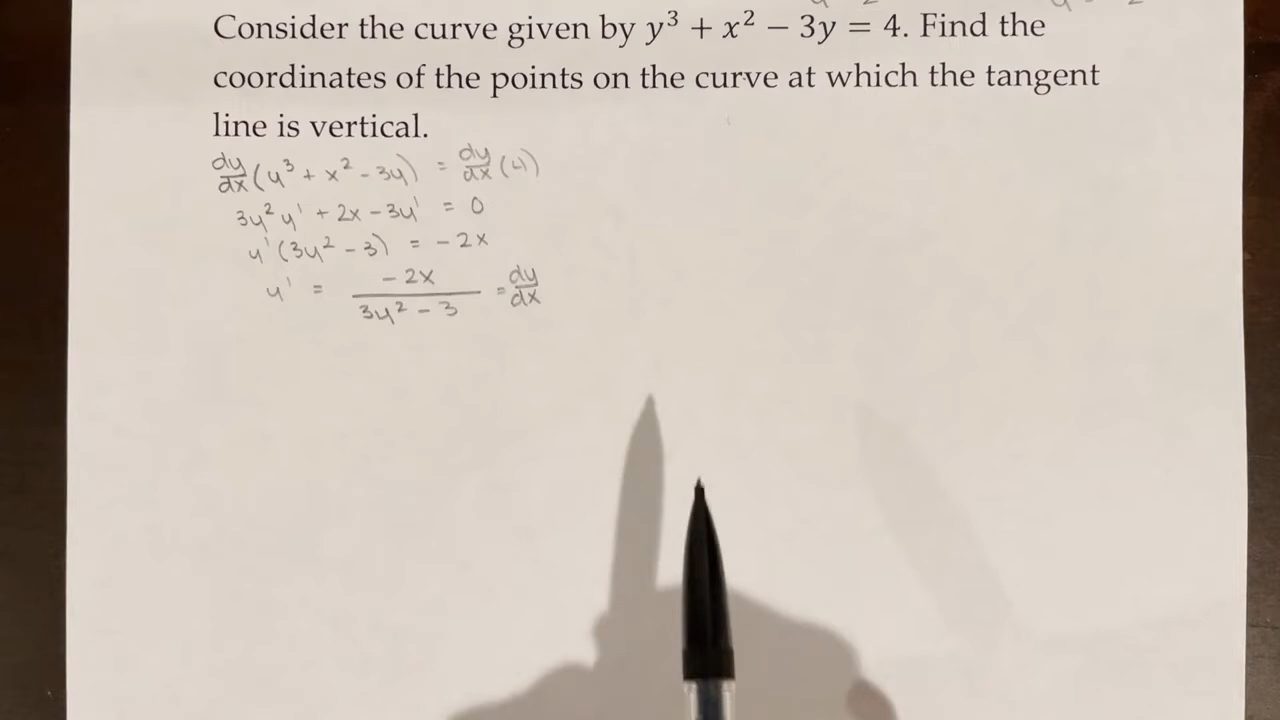 Consider the curve given by y³ + x² − 3y = 4. Find the
coordinates of the points on the curve at which the tangent
line is vertical.
dy/dx (y³ + x² - 3y) = dy/dx (4)
3y² y' + 2x - 3y' = 0
y' (3y² - 3) = - 2x
y' = - 2x / 3y² - 3 = dy/dx